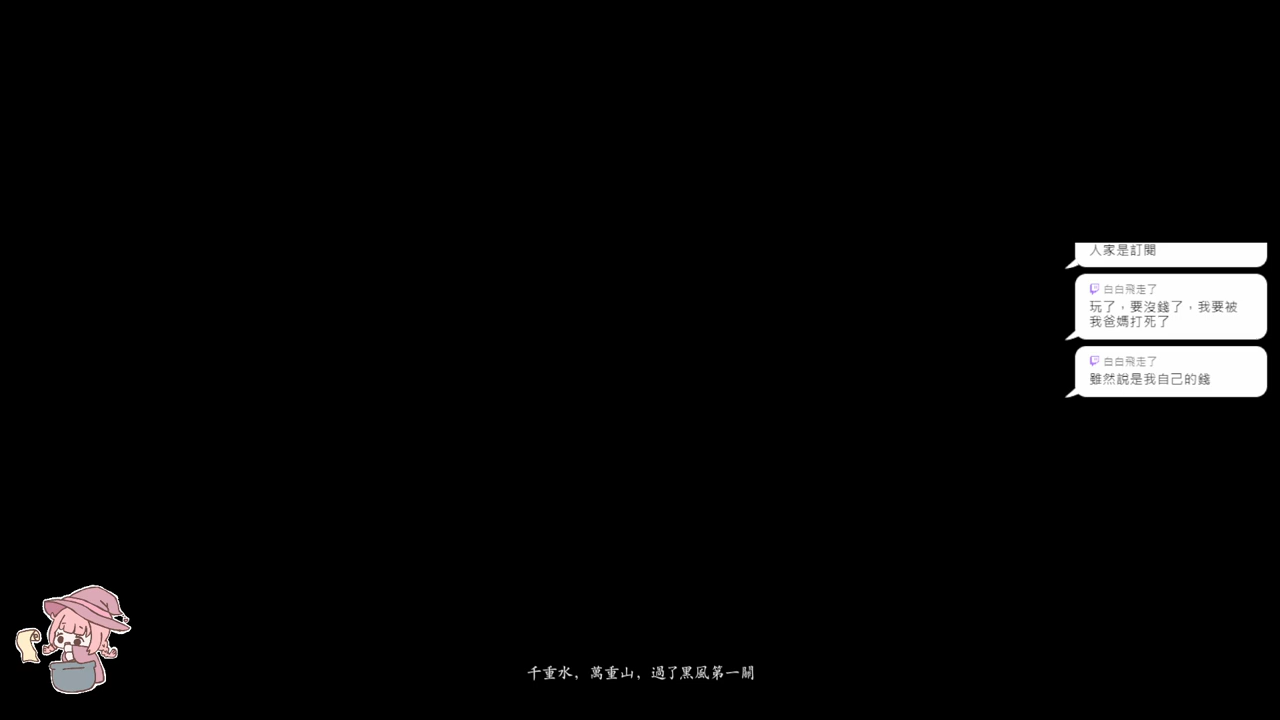 人家是訂閱
白白飛走了
玩了，要沒錢了，我要被
我爸媽打死了
白白飛走了
雖然說是我自己的錢
千重水，萬重山，過了黑風第一關